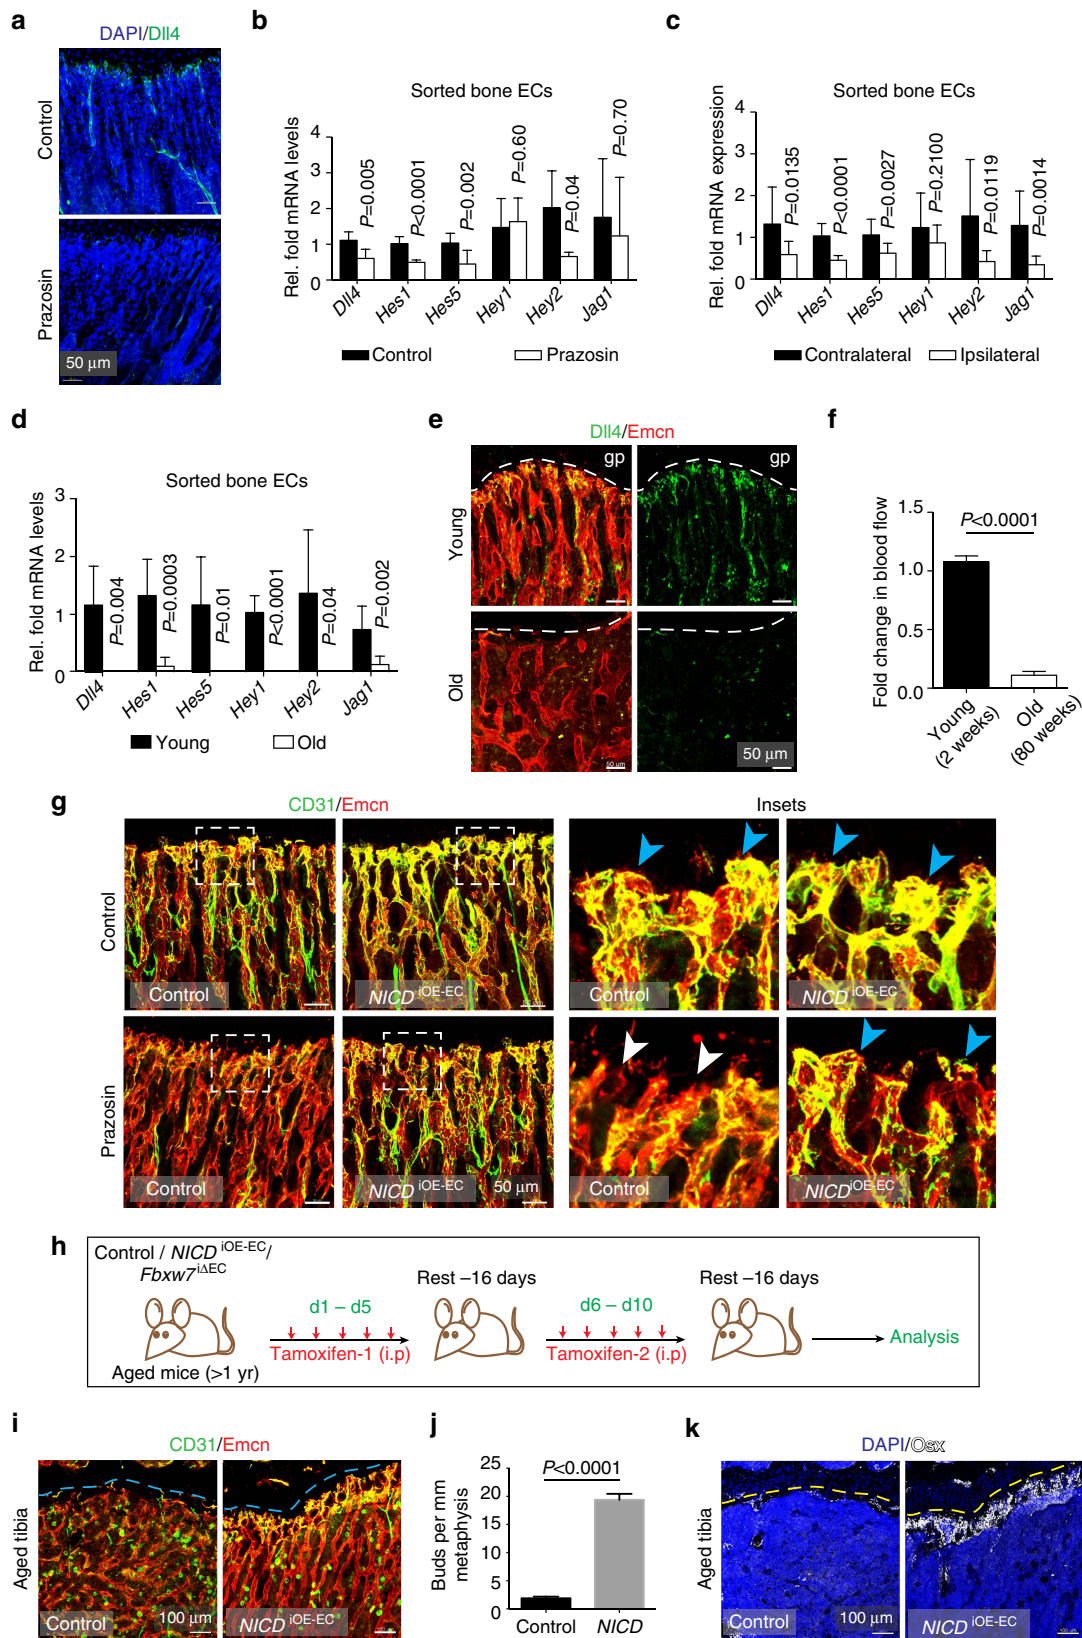 a
DAPI/Dll4
Control
Prazosin
50 µm
b
Sorted bone ECs
Rel. fold mRNA levels
4
3
2
1
0
P=0.005
P<0.0001
P=0.002
P=0.60
P=0.04
P=0.70
Dll4
Hes1
Hes5
Hey1
Hey2
Jag1
Control
Prazosin
c
Sorted bone ECs
Rel. fold mRNA expression
4
3
2
1
0
P=0.0135
P<0.0001
P=0.0027
P=0.2100
P=0.0119
P=0.0014
Dll4
Hes1
Hes5
Hey1
Hey2
Jag1
Contralateral
Ipsilateral
d
Sorted bone ECs
Rel. fold mRNA levels
3
2
1
0
P=0.004
P=0.0003
P=0.01
P<0.0001
P=0.04
P=0.002
Dll4
Hes1
Hes5
Hey1
Hey2
Jag1
Young
Old
e
Dll4/Emcn
gp
gp
Young
Old
50 µm
50 µm
f
Fold change in blood flow
1.5
1.0
0.5
0.0
P<0.0001
Young
(2 weeks)
Old
(80 weeks)
g
CD31/Emcn
Insets
Control
Control
NICD iOE-EC
Control
NICD iOE-EC
Prazosin
Control
NICD iOE-EC
50 µm
Control
NICD iOE-EC
h
Control / NICD iOE-EC/
Fbxw7 iΔEC
Aged mice (>1 yr)
d1 – d5
Tamoxifen-1 (i.p)
Rest –16 days
d6 – d10
Tamoxifen-2 (i.p)
Rest –16 days
Analysis
i
CD31/Emcn
Aged tibia
Control
100 µm
NICD iOE-EC
j
Buds per mm
metaphysis
25
20
15
10
5
0
P<0.0001
Control
NICD
k
DAPI/Osx
Aged tibia
Control
100 µm
NICD iOE-EC